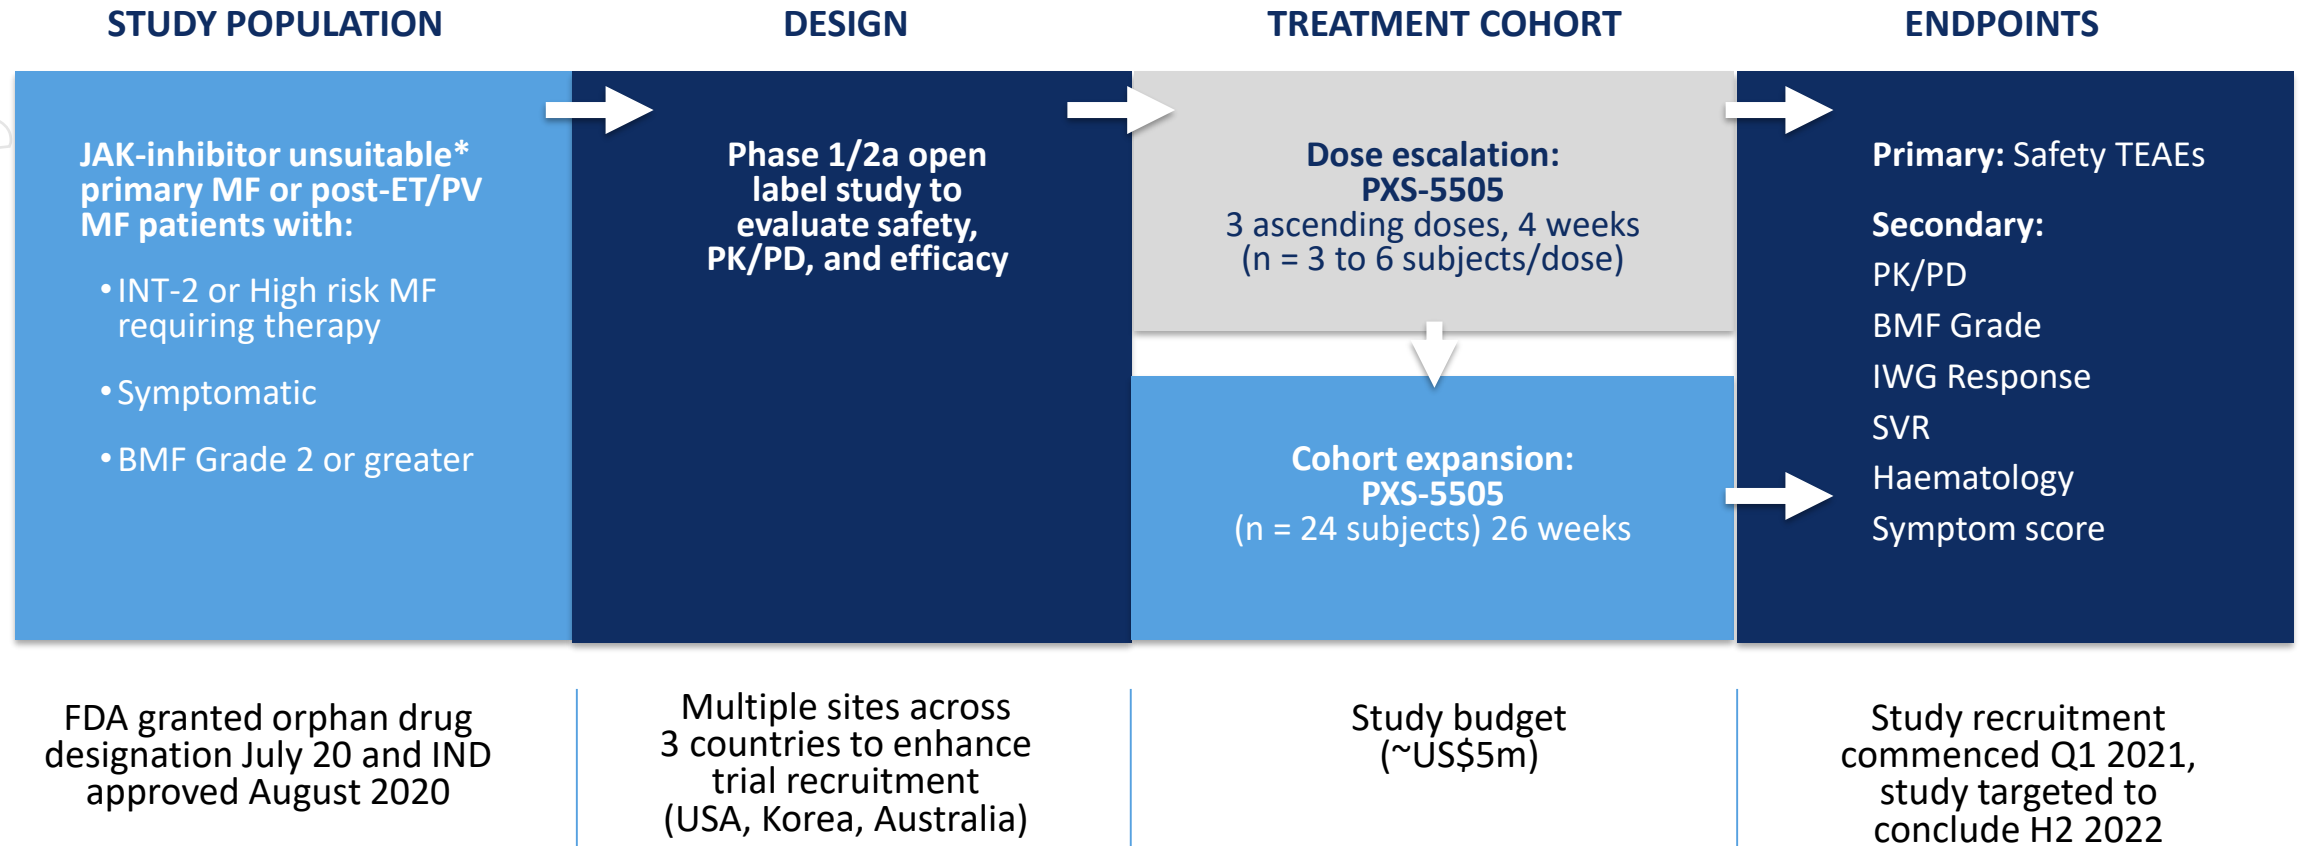 STUDY POPULATION
JAK-inhibitor unsuitable*
primary MF or post-ET/PV
MF patients with:
• INT-2 or High risk MF
requiring therapy
• Symptomatic
• BMF Grade 2 or greater
FDA granted orphan drug
designation July 20 and IND
approved August 2020
DESIGN
Phase 1/2a open
label study to
evaluate safety,
PK/PD, and efficacy
Multiple sites across
3 countries to enhance
trial recruitment
(USA, Korea, Australia)
TREATMENT COHORT
Dose escalation:
PXS-5505
3 ascending doses, 4 weeks
(n = 3 to 6 subjects/dose)
Cohort expansion:
PXS-5505
(n = 24 subjects) 26 weeks
Study budget
(~US$5m)
ENDPOINTS
Primary: Safety TEAEs
Secondary:
PK/PD
BMF Grade
IWG Response
SVR
Haematology
Symptom score
Study recruitment
commenced Q1 2021,
study targeted to
conclude H2 2022